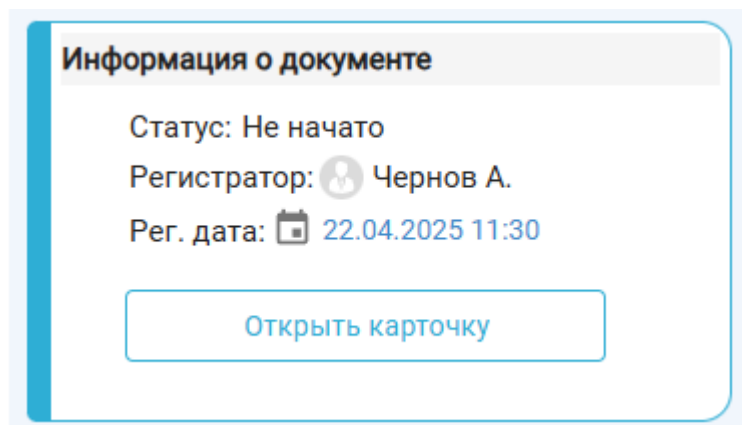 Информация о документе
Статус: Не начато
Регистратор: Чернов А.
Рег. дата: 22.04.2025 11:30
Открыть карточку